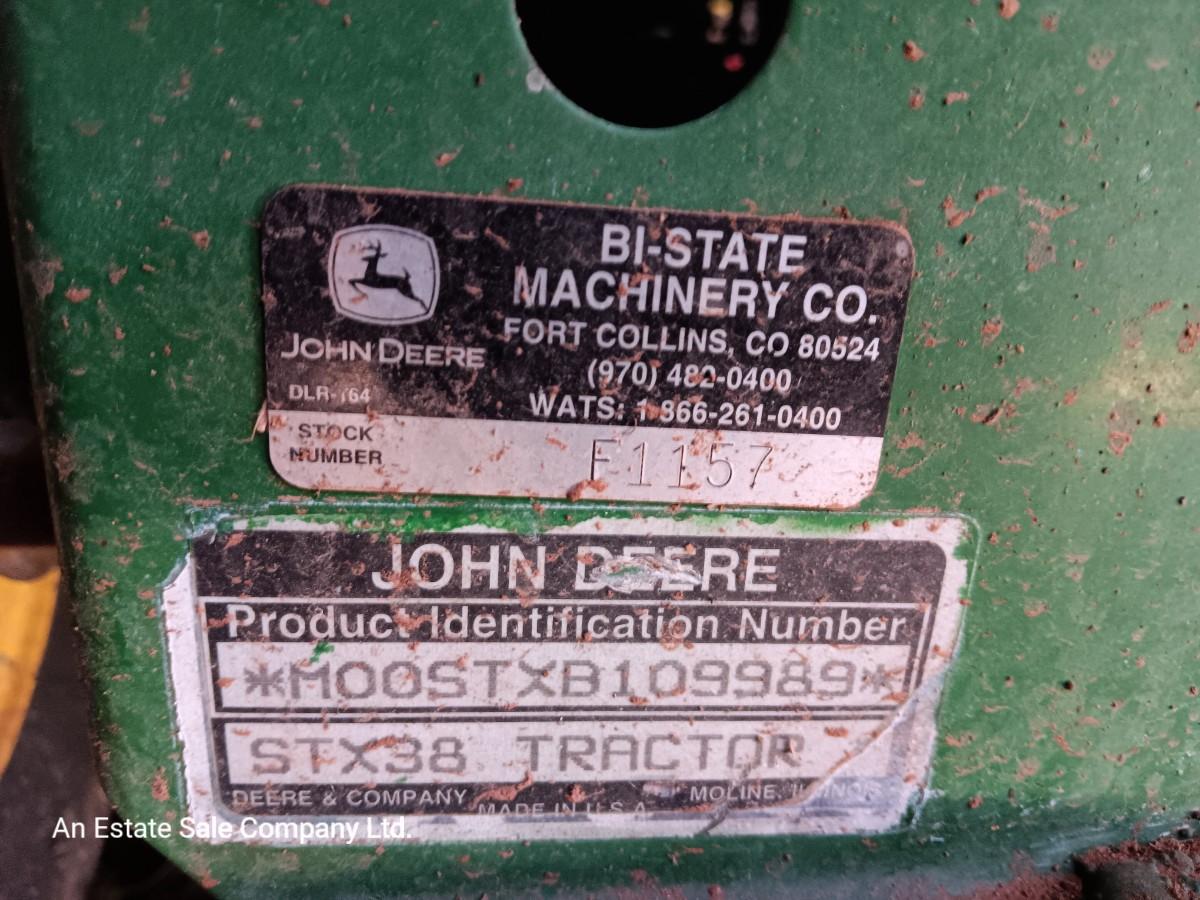 BI-STATE
MACHINERY CO.
FORT COLLINS, CO 80524
(970) 482-0400
WATS: 1 866-261-0400
JOHN DEERE
STOCK
NUMBER
F1157
JOHN DEERE
Product Identification Number
*M00STXB109989*
STX38 TRACTOR
DEERE & COMPANY MOLINE, ILLINOIS
MADE IN U.S.A.
An Estate Sale Company Ltd.